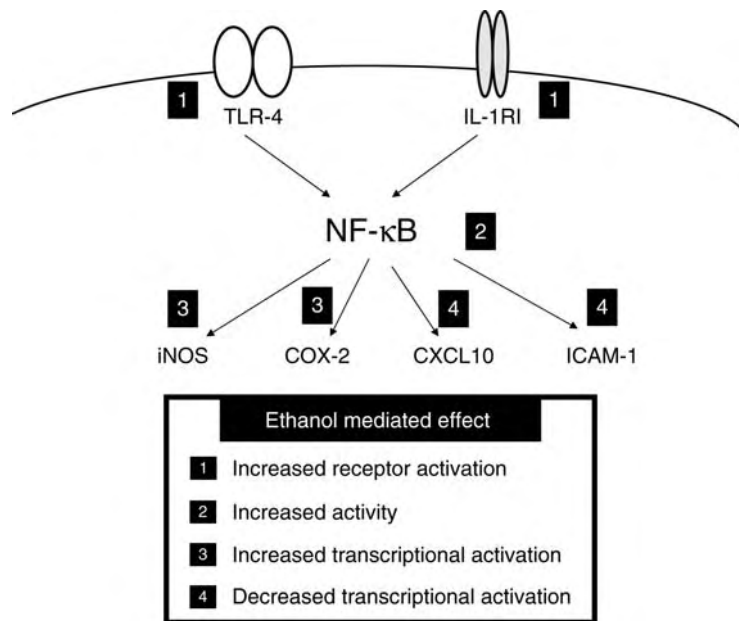 1
TLR-4
IL-1RI
1
NF-κB
2
3
3
4
4
iNOS
COX-2
CXCL10
ICAM-1
Ethanol mediated effect
1 Increased receptor activation
2 Increased activity
3 Increased transcriptional activation
4 Decreased transcriptional activation